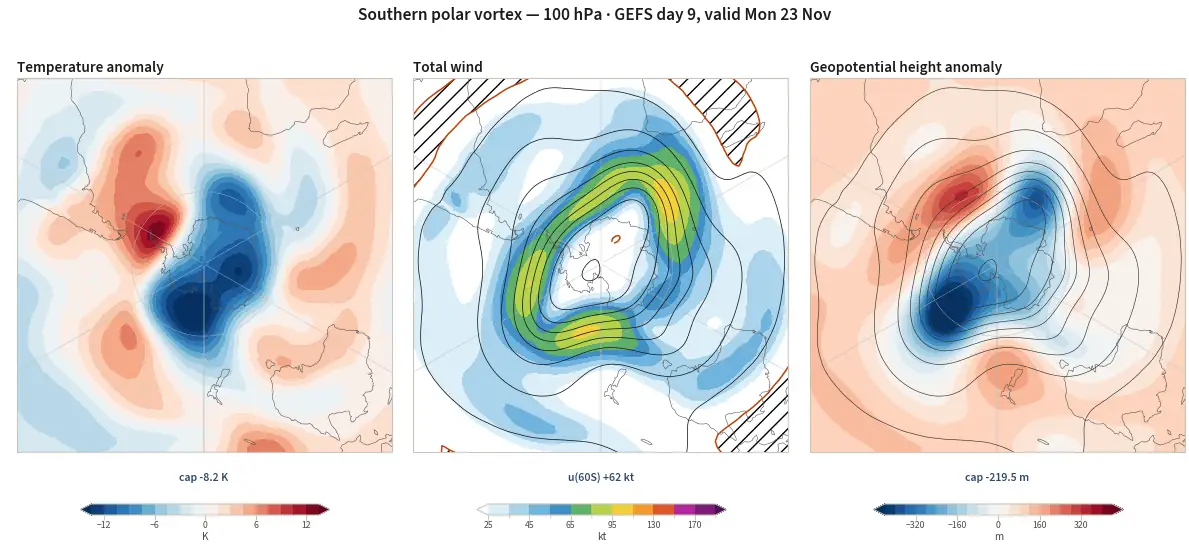 Southern polar vortex — 100 hPa · GEFS day 9, valid Mon 23 Nov
Temperature anomaly
Total wind
Geopotential height anomaly
cap -8.2 K
u(60S) +62 kt
cap -219.5 m
−12 −6 0 6 12
K
25 45 65 95 130 170
kt
−320 −160 0 160 320
m